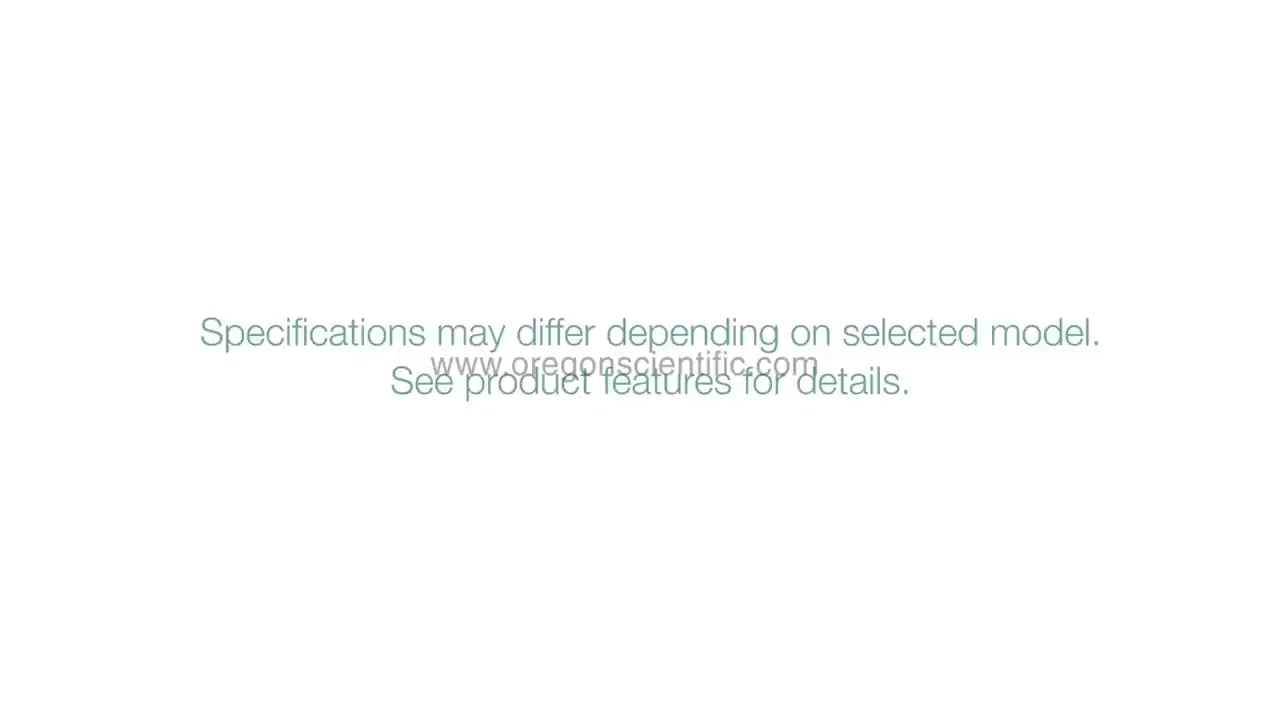 Specifications may differ depending on selected model.
www.oregonscientific.com
See product features for details.